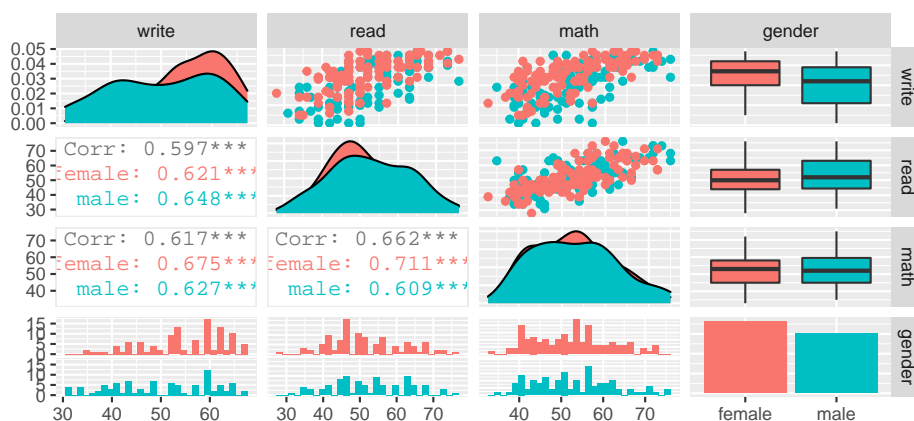 write read math gender
0.05
0.04
0.03
0.02
0.01
0.00
write
70
60
50
40
30
Corr: 0.597***
female: 0.621***
male: 0.648***
read
70
60
50
40
Corr: 0.617***
female: 0.675***
male: 0.627***
Corr: 0.662***
female: 0.711***
male: 0.609***
math
15
10
5
0
15
10
5
0
gender
30 40 50 60
30 40 50 60 70
40 50 60 70
female male